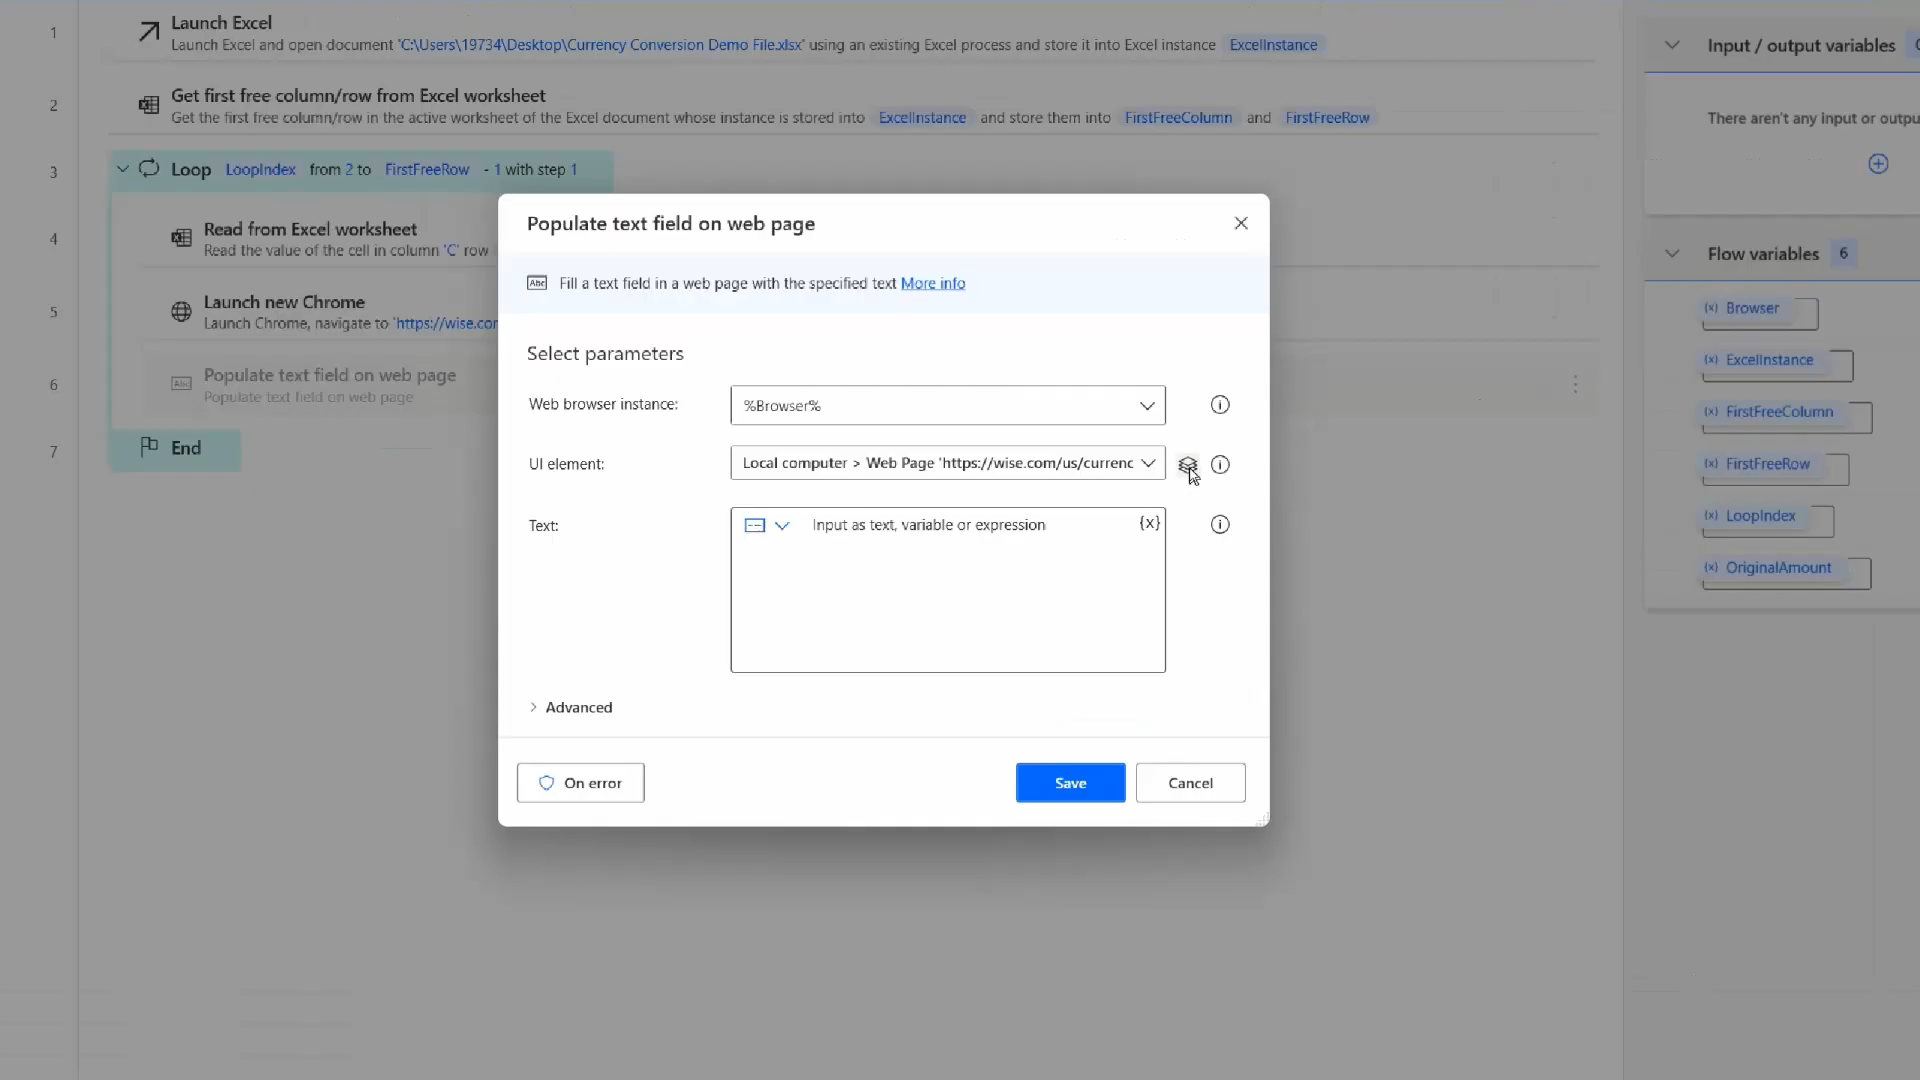 1
Launch Excel
Launch Excel and open document 'C:\Users\19734\Desktop\Currency Conversion Demo File.xlsx' using an existing Excel process and store it into Excel instance ExcelInstance
2
Get first free column/row from Excel worksheet
Get the first free column/row in the active worksheet of the Excel document whose instance is stored into ExcelInstance and store them into FirstFreeColumn and FirstFreeRow
3
Loop LoopIndex from 2 to FirstFreeRow - 1 with step 1
4
Read from Excel worksheet
Read the value of the cell in column 'C' row
5
Launch new Chrome
Launch Chrome, navigate to 'https://wise.com
6
Populate text field on web page
Populate text field on web page
7
End
Populate text field on web page
Abc Fill a text field in a web page with the specified text More info
Select parameters
Web browser instance: %Browser%
UI element: Local computer > Web Page 'https://wise.com/us/currenc
Text: Input as text, variable or expression {x}
Advanced
On error
Save
Cancel
Input / output variables
There aren't any input or outpu
Flow variables 6
(x) Browser
(x) ExcelInstance
(x) FirstFreeColumn
(x) FirstFreeRow
(x) LoopIndex
(x) OriginalAmount